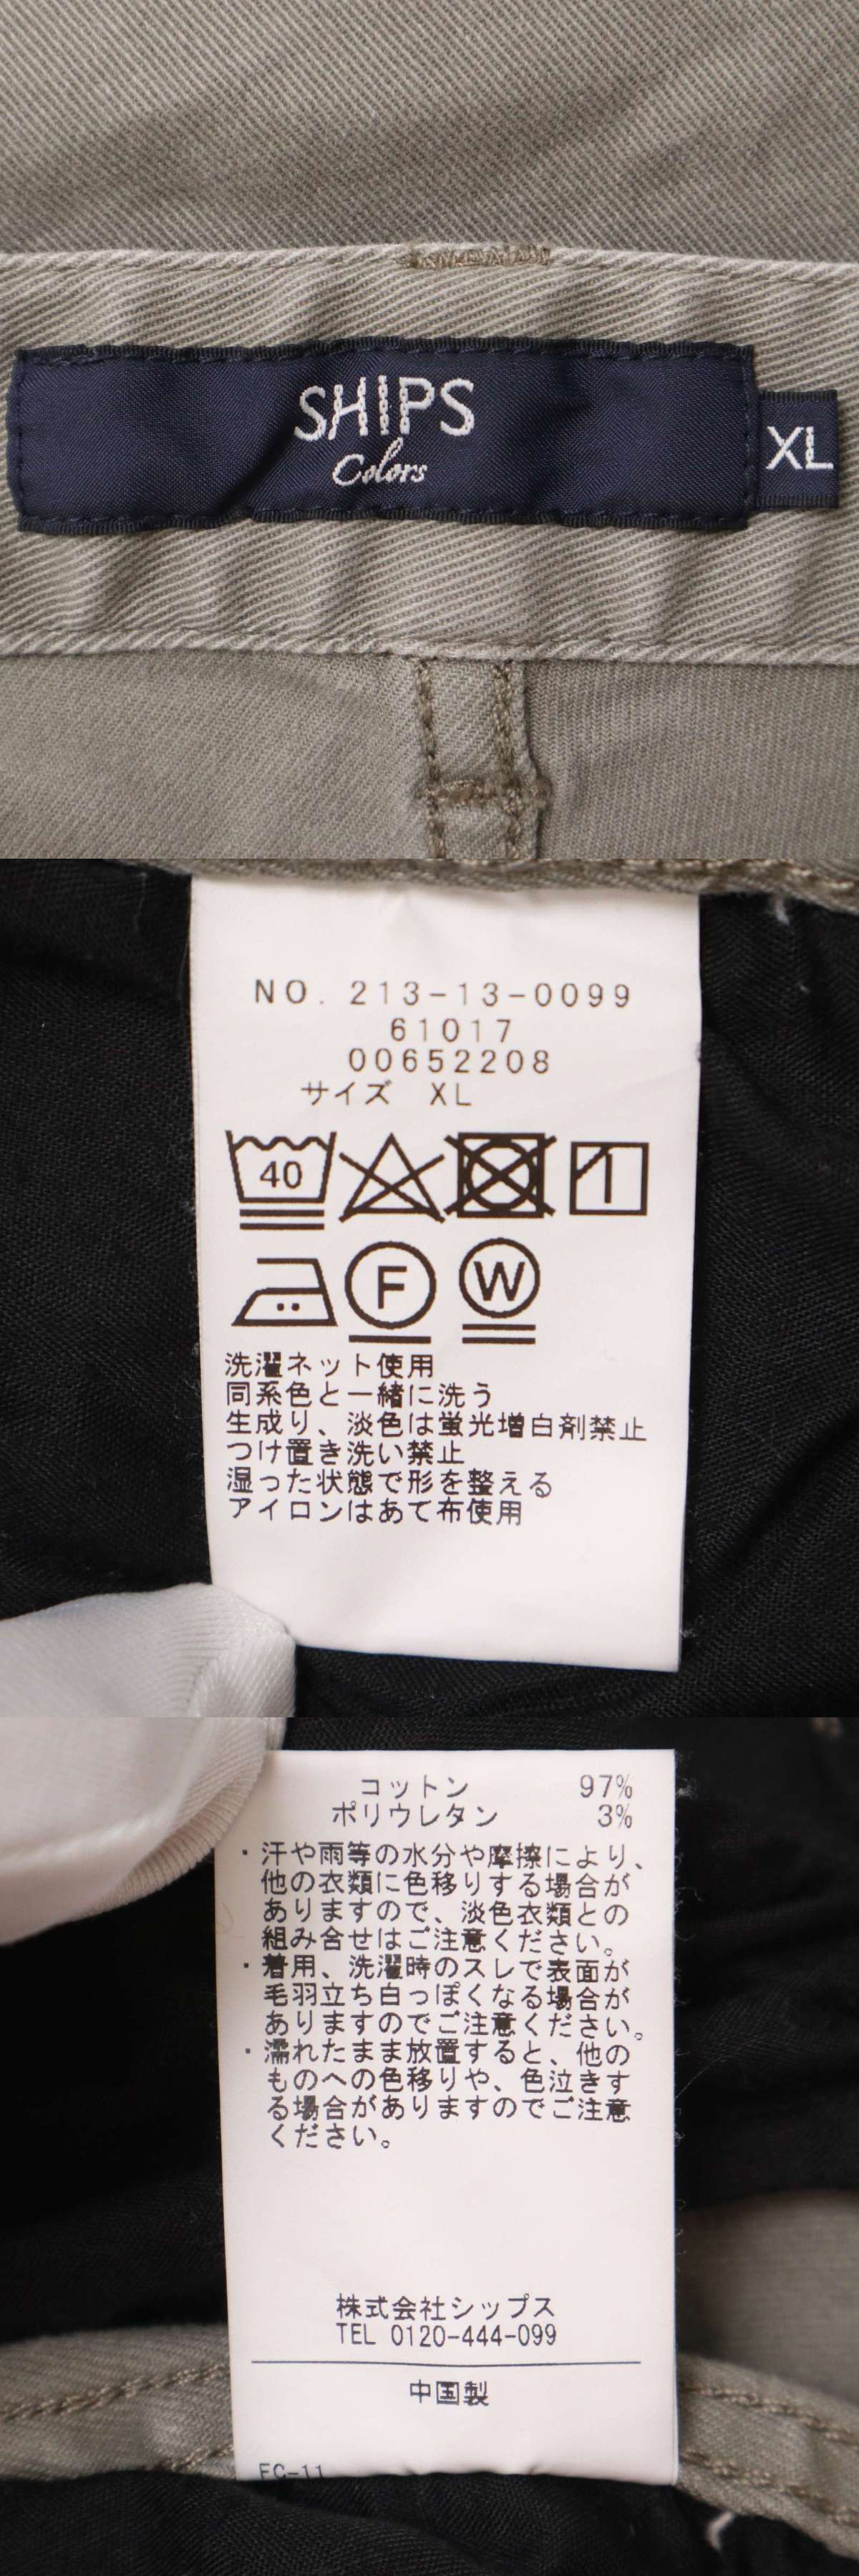 SHIPS
Colors
XL
NO. 213-13-0099
61017
00652208
サイズ XL
40
F
W
洗濯ネット使用
同系色と一緒に洗う
生成り、淡色は蛍光増白剤禁止
つけ置き洗い禁止
湿った状態で形を整える
アイロンはあて布使用
コットン 97%
ポリウレタン 3%
・汗や雨等の水分や摩擦により、
他の衣類に色移りする場合が
ありますので、淡色衣類との
組み合せはご注意ください。
・着用、洗濯時のスレで表面が
毛羽立ち白っぽくなる場合が
ありますのでご注意ください。
・濡れたまま放置すると、他の
ものへの色移りや、色泣きす
る場合がありますのでご注意
ください。
株式会社シップス
TEL 0120-444-099
中国製
FC-11